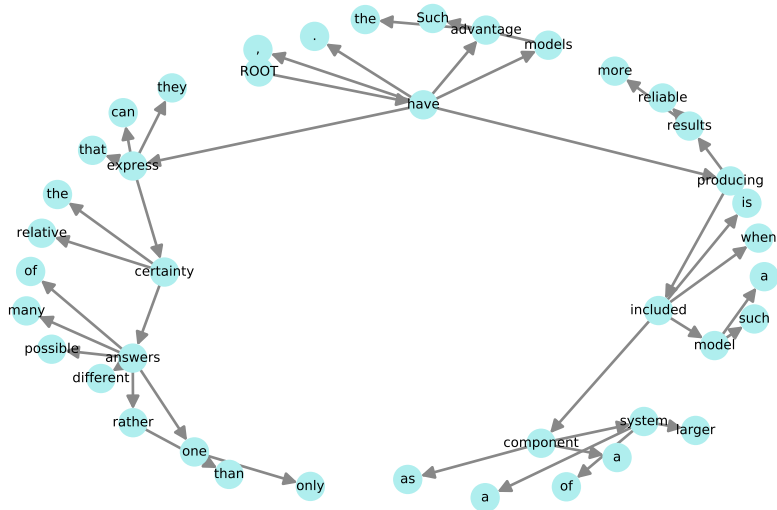 the
Such
advantage
.
models
,
ROOT
more
they
reliable
have
can
results
that
express
producing
the
is
relative
when
of
certainty
a
many
included
such
possible
answers
model
different
rather
system
larger
one
component
a
than
as
only
a
of